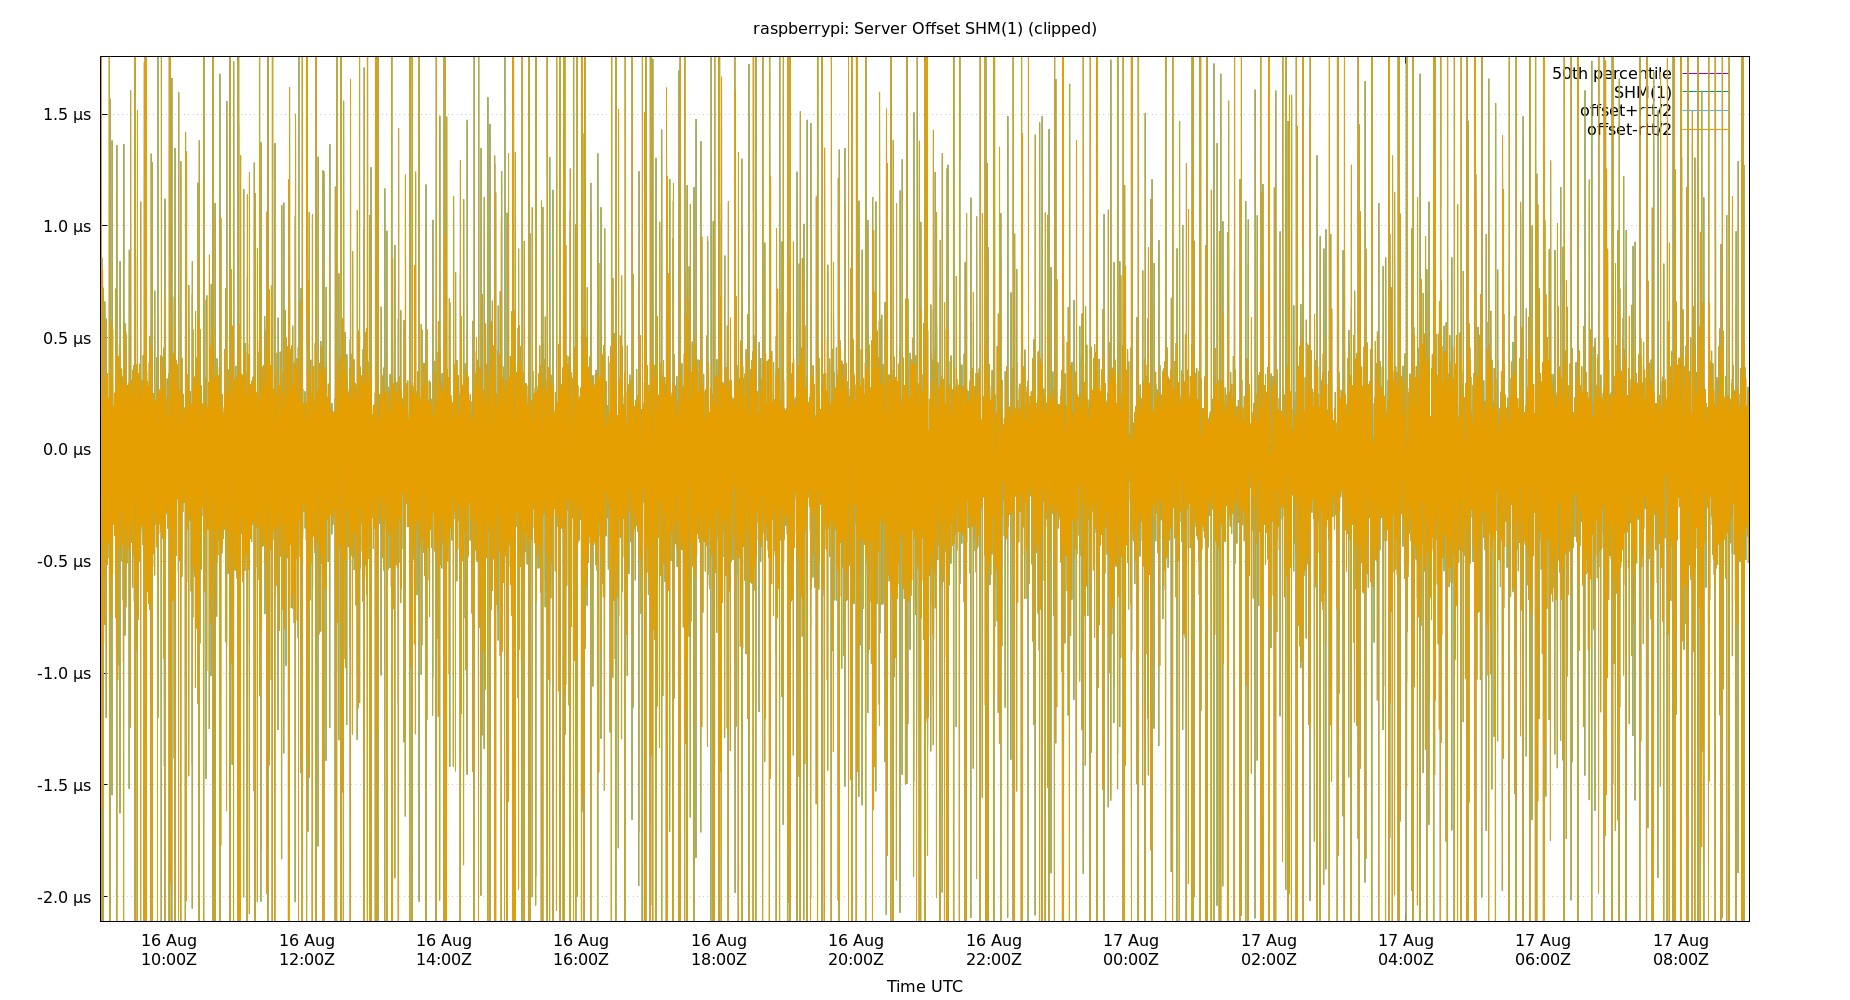 raspberrypi: Server Offset SHM(1) (clipped)
50th percentile
SHM(1)
offset+rtt/2
offset-rtt/2
1.5 µs
1.0 µs
0.5 µs
0.0 µs
-0.5 µs
-1.0 µs
-1.5 µs
-2.0 µs
16 Aug 16 Aug 16 Aug 16 Aug 16 Aug 16 Aug 16 Aug 17 Aug 17 Aug 17 Aug 17 Aug 17 Aug
10:00Z 12:00Z 14:00Z 16:00Z 18:00Z 20:00Z 22:00Z 00:00Z 02:00Z 04:00Z 06:00Z 08:00Z
Time UTC